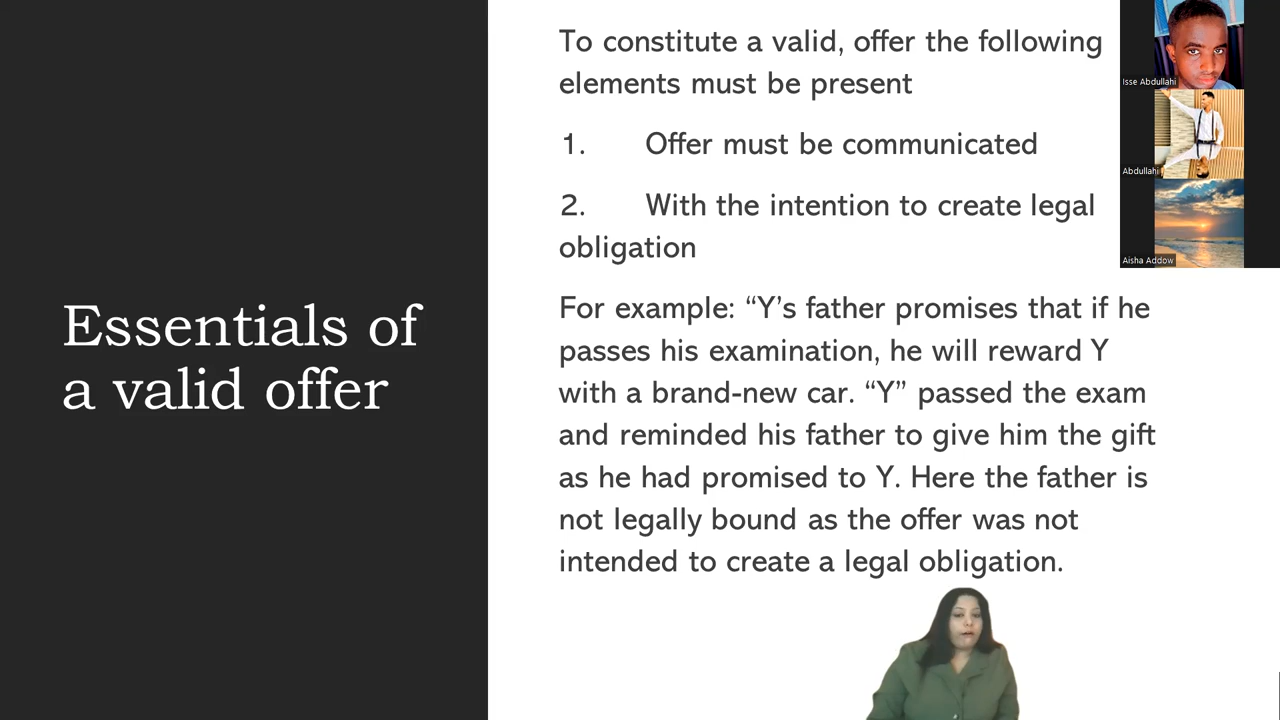 Essentials of
a valid offer
To constitute a valid, offer the following
elements must be present
1. Offer must be communicated
2. With the intention to create legal
obligation
For example: “Y’s father promises that if he
passes his examination, he will reward Y
with a brand-new car. “Y” passed the exam
and reminded his father to give him the gift
as he had promised to Y. Here the father is
not legally bound as the offer was not
intended to create a legal obligation.
Isse Abdullahi
Abdullahi
Aisha Addow